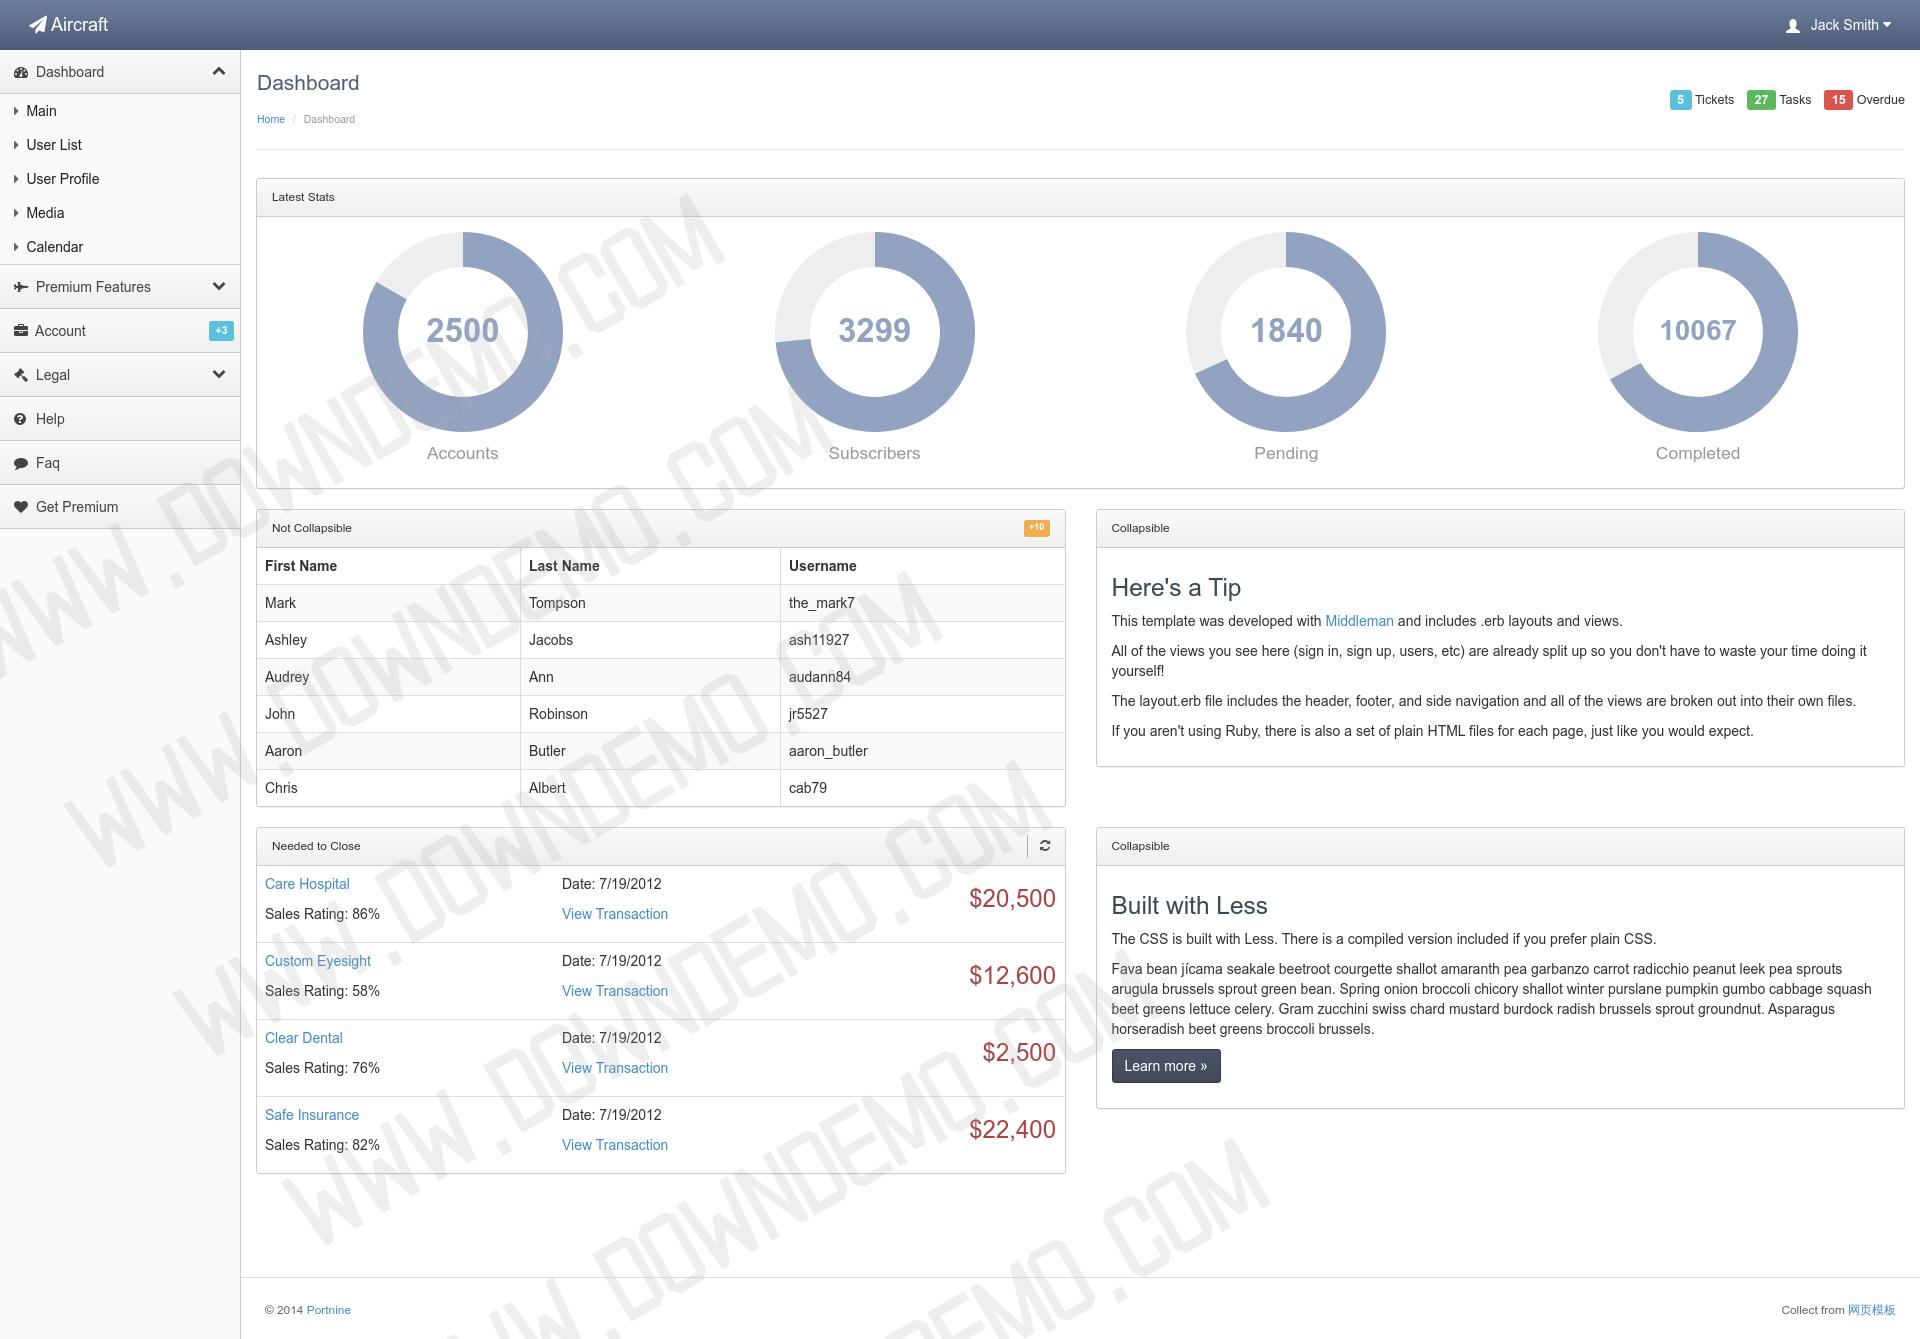 Aircraft
Jack Smith
Dashboard
Main
User List
User Profile
Media
Calendar
Premium Features
Account +3
Legal
Help
Faq
Get Premium
Dashboard
Home / Dashboard
5 Tickets 27 Tasks 15 Overdue
Latest Stats
2500 3299 1840 10067
Accounts Subscribers Pending Completed
Not Collapsible +10
First Name Last Name Username
Mark Tompson the_mark7
Ashley Jacobs ash11927
Audrey Ann audann84
John Robinson jr5527
Aaron Butler aaron_butler
Chris Albert cab79
Collapsible
Here's a Tip
This template was developed with Middleman and includes .erb layouts and views.
All of the views you see here (sign in, sign up, users, etc) are already split up so you don't have to waste your time doing it
yourself!
The layout.erb file includes the header, footer, and side navigation and all of the views are broken out into their own files.
If you aren't using Ruby, there is also a set of plain HTML files for each page, just like you would expect.
Needed to Close
Care Hospital Date: 7/19/2012 $20,500
Sales Rating: 86% View Transaction
Custom Eyesight Date: 7/19/2012 $12,600
Sales Rating: 58% View Transaction
Clear Dental Date: 7/19/2012 $2,500
Sales Rating: 76% View Transaction
Safe Insurance Date: 7/19/2012 $22,400
Sales Rating: 82% View Transaction
Collapsible
Built with Less
The CSS is built with Less. There is a compiled version included if you prefer plain CSS.
Fava bean jícama seakale beetroot courgette shallot amaranth pea garbanzo carrot radicchio peanut leek pea sprouts
arugula brussels sprout green bean. Spring onion broccoli chicory shallot winter purslane pumpkin gumbo cabbage squash
beet greens lettuce celery. Gram zucchini swiss chard mustard burdock radish brussels sprout groundnut. Asparagus
horseradish beet greens broccoli brussels.
Learn more »
© 2014 Portnine
Collect from 网页模板
WWW.DOWNDEMO.COM
WWW.DOWNDEMO.COM
WWW.DOWNDEMO.COM
WWW.DOWNDEMO.COM
WWW.DOWNDEMO.COM
DEMO.COM